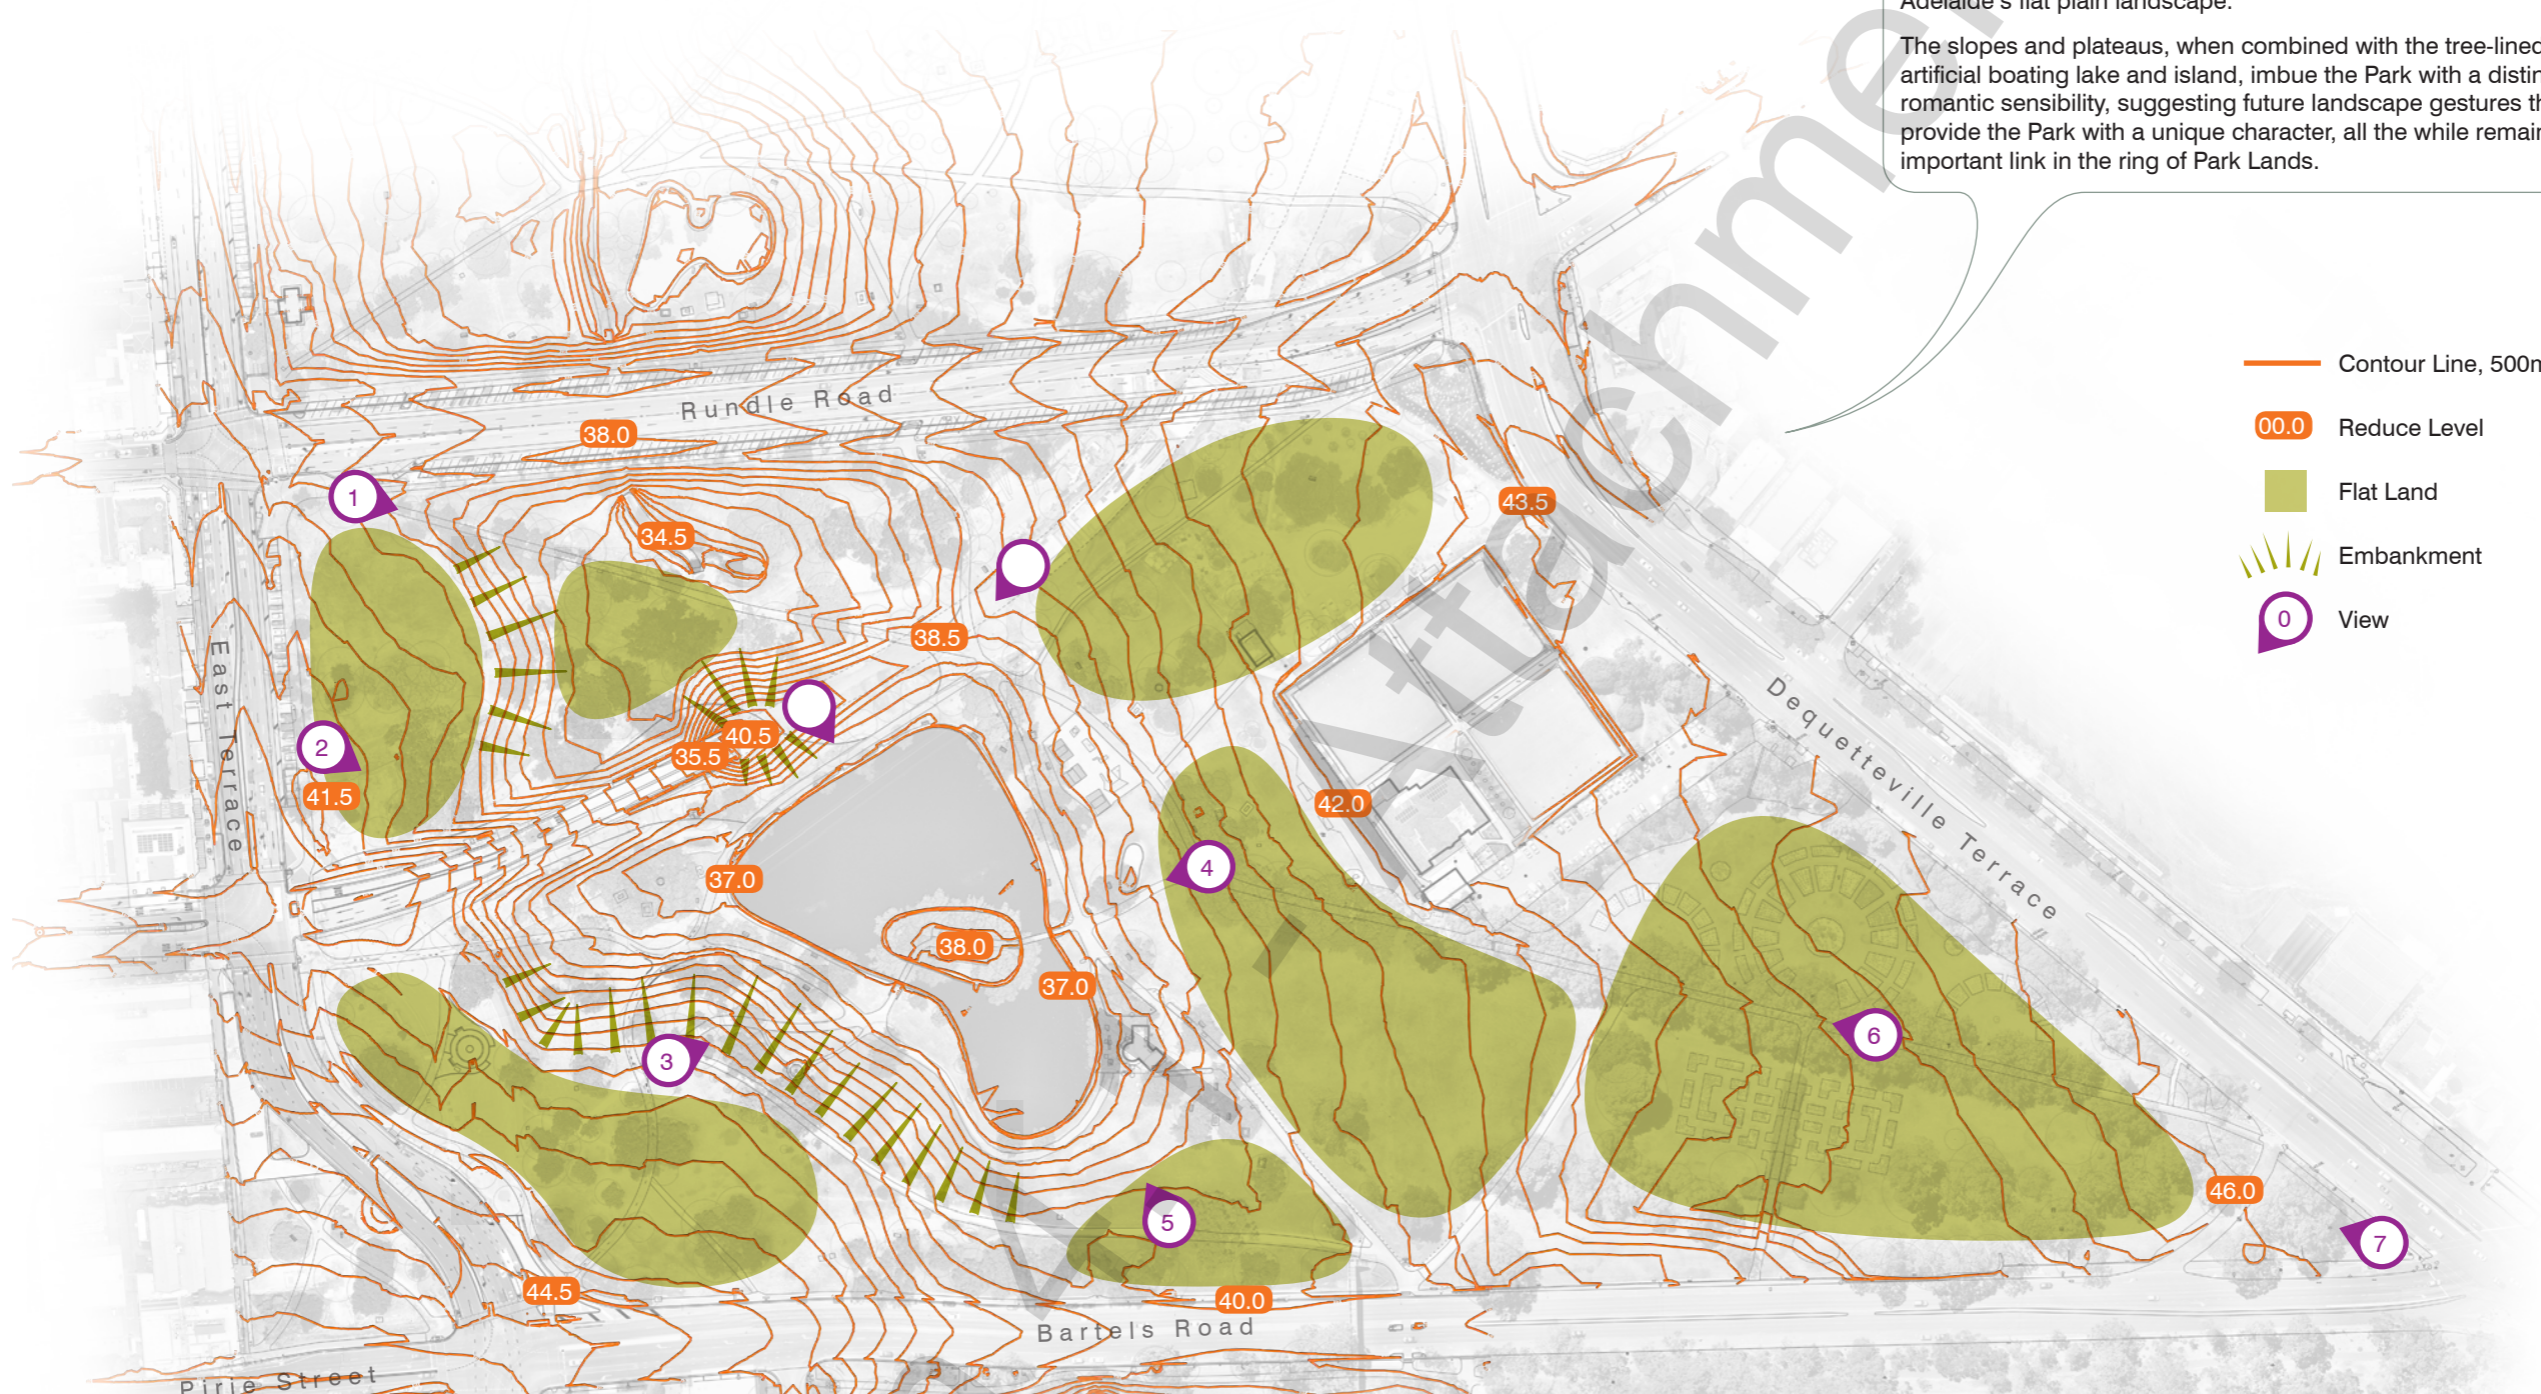 Adelaide's flat plain landscape.
The slopes and plateaus, when combined with the tree-lined
artificial boating lake and island, imbue the Park with a
romantic sensibility, suggesting future landscape gestures
provide the Park with a unique character, all the while
important link in the ring of Park Lands.
Contour Line,
00.0 Reduce Level
Flat Land
Embankment
0 View
Rundle Road
38.0
1
34.5
43.5
38.5
East Terrace
2
40.5
35.5
41.5
Dequetteville Terrace
42.0
37.0
4
38.0
37.0
3
6
46.0
5
7
44.5
40.0
Bartels Road
Pirie Street
Attachment
A